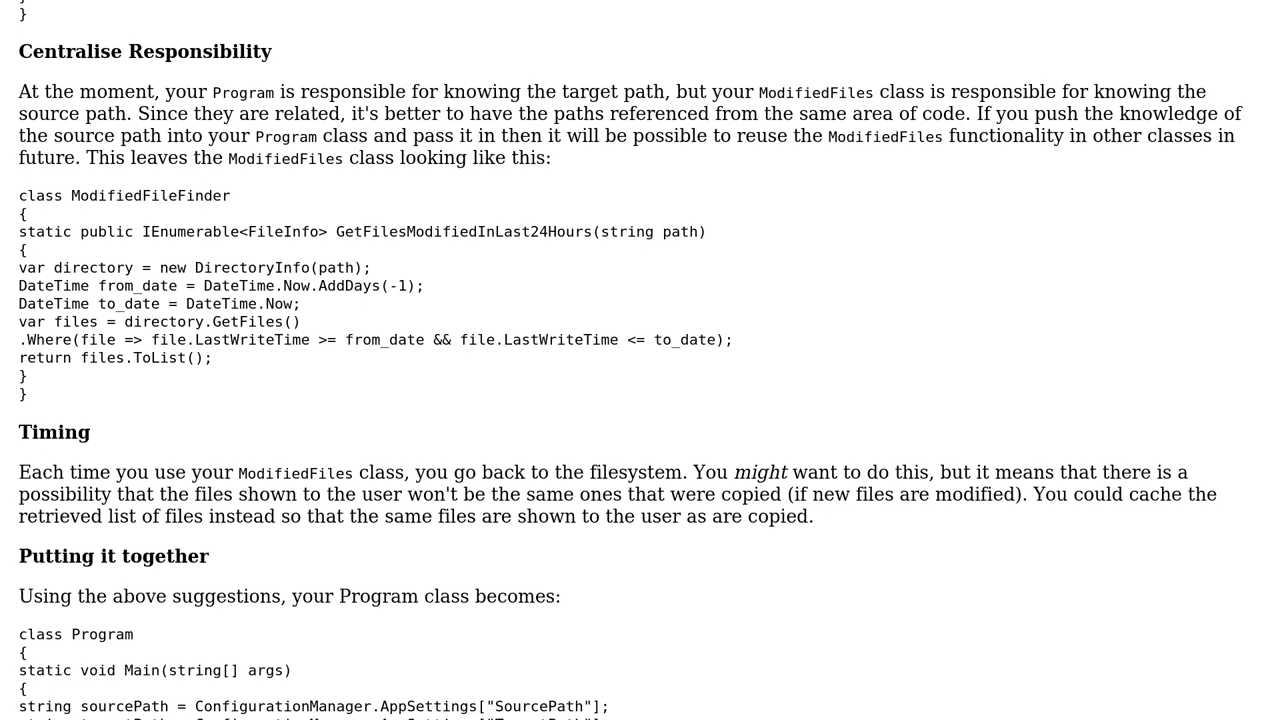 }
Centralise Responsibility
At the moment, your Program is responsible for knowing the target path, but your ModifiedFiles class is responsible for knowing the
source path. Since they are related, it's better to have the paths referenced from the same area of code. If you push the knowledge of
the source path into your Program class and pass it in then it will be possible to reuse the ModifiedFiles functionality in other classes in
future. This leaves the ModifiedFiles class looking like this:
class ModifiedFileFinder
{
static public IEnumerable<FileInfo> GetFilesModifiedInLast24Hours(string path)
{
var directory = new DirectoryInfo(path);
DateTime from_date = DateTime.Now.AddDays(-1);
DateTime to_date = DateTime.Now;
var files = directory.GetFiles()
.Where(file => file.LastWriteTime >= from_date && file.LastWriteTime <= to_date);
return files.ToList();
}
}
Timing
Each time you use your ModifiedFiles class, you go back to the filesystem. You might want to do this, but it means that there is a
possibility that the files shown to the user won't be the same ones that were copied (if new files are modified). You could cache the
retrieved list of files instead so that the same files are shown to the user as are copied.
Putting it together
Using the above suggestions, your Program class becomes:
class Program
{
static void Main(string[] args)
{
string sourcePath = ConfigurationManager.AppSettings["SourcePath"];